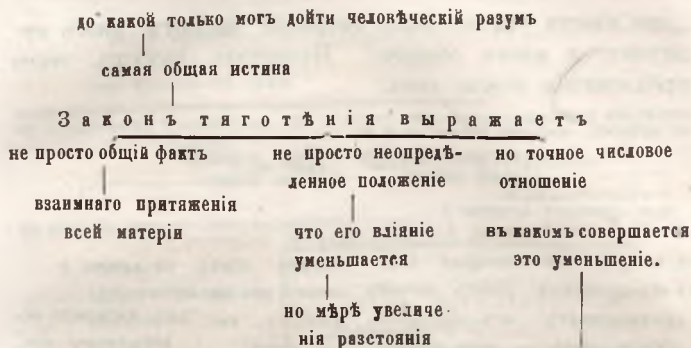 до какой только могъ дойти человѣческій разумъ
самая общая истина
Законъ тяготѣнія выражаетъ
не просто общій фактъ
не просто неопредѣ-
ленное положеніе
но точное числовое
отношеніе
взаимнаго притяженія
всей матеріи
что его вліяніе
уменьшается
въ какомъ совершается
это уменьшеніе.
но мѣрѣ увеличе-
нія разстоянія